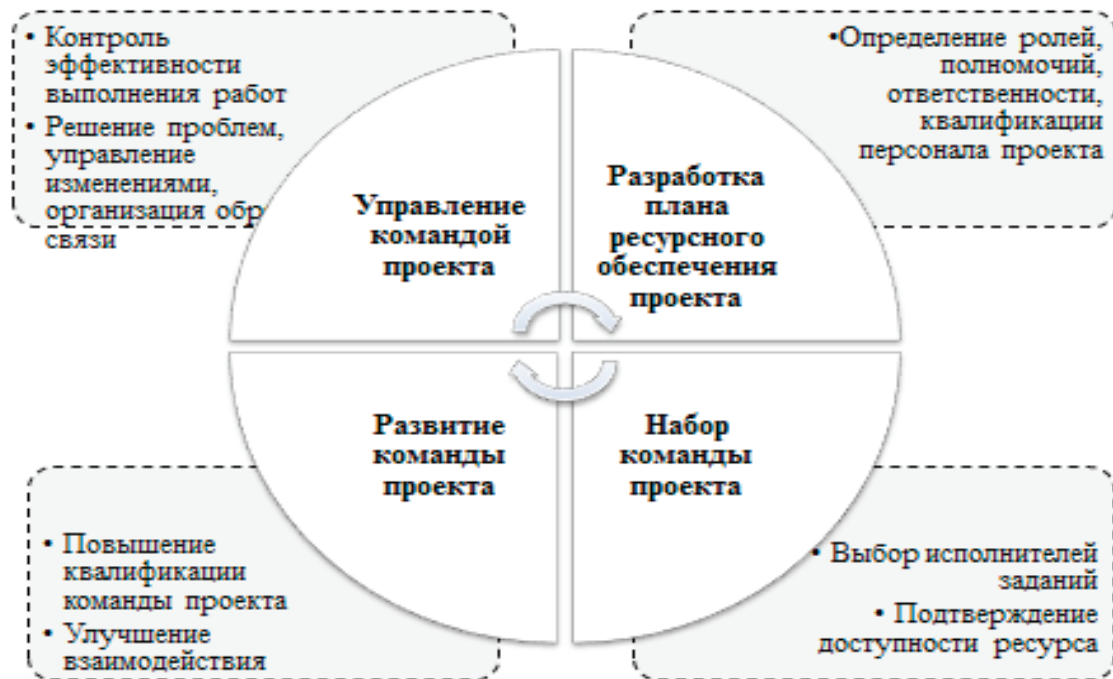 • Контроль
эффективности
выполнения работ
• Решение проблем,
управление
изменениями,
организация обр
связи
•Определение ролей,
полномочий,
ответственности,
квалификации
персонала проекта
Управление
командой
проекта
Разработка
плана
ресурсного
обеспечения
проекта
Развитие
команды
проекта
Набор
команды
проекта
• Повышение
квалификации
команды проекта
• Улучшение
взаимодействия
• Выбор исполнителей
заданий
• Подтверждение
доступности ресурса